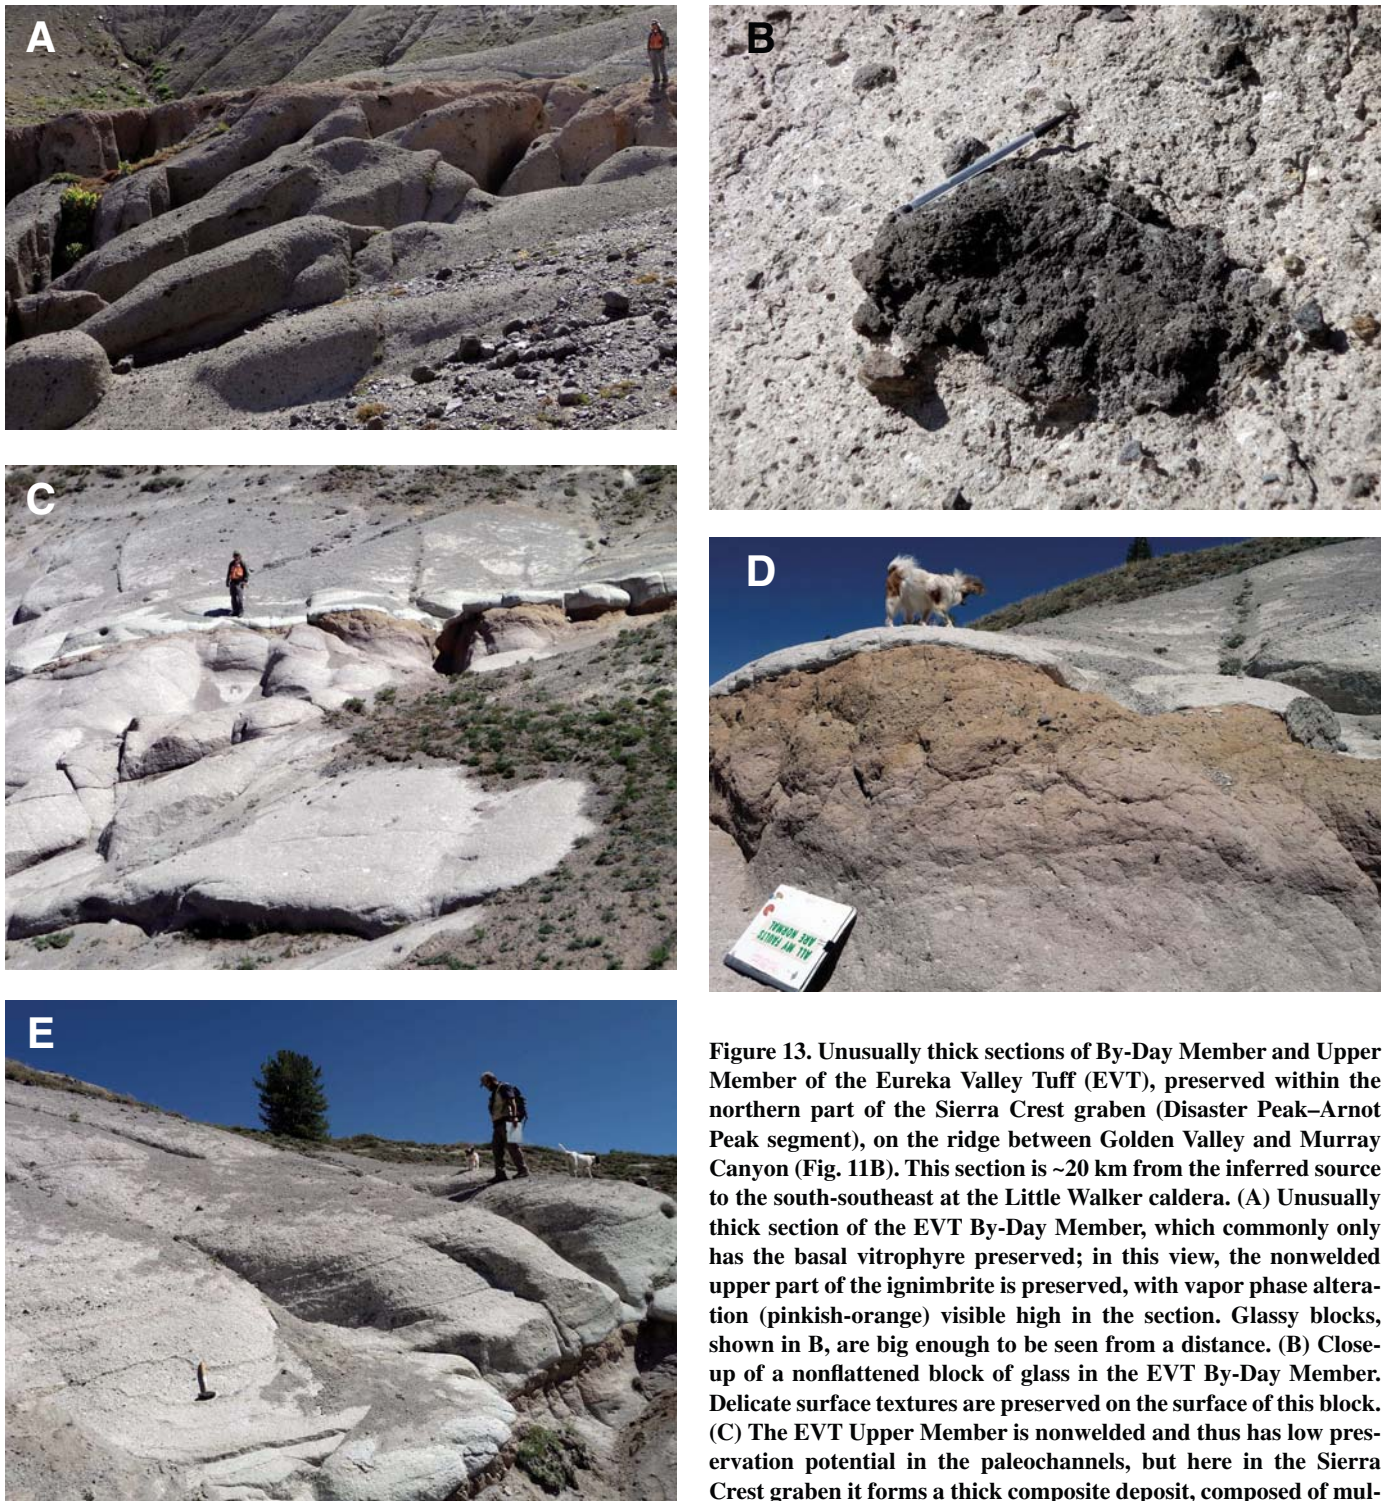 A
B
C
D
ALL MY FAULTS
ARE NORMAL
E
Figure 13. Unusually thick sections of By-Day Member and Upper
Member of the Eureka Valley Tuff (EVT), preserved within the
northern part of the Sierra Crest graben (Disaster Peak–Arnot
Peak segment), on the ridge between Golden Valley and Murray
Canyon (Fig. 11B). This section is ~20 km from the inferred source
to the south-southeast at the Little Walker caldera. (A) Unusually
thick section of the EVT By-Day Member, which commonly only
has the basal vitrophyre preserved; in this view, the nonwelded
upper part of the ignimbrite is preserved, with vapor phase altera-
tion (pinkish-orange) visible high in the section. Glassy blocks,
shown in B, are big enough to be seen from a distance. (B) Close-
up of a nonflattened block of glass in the EVT By-Day Member.
Delicate surface textures are preserved on the surface of this block.
(C) The EVT Upper Member is nonwelded and thus has low pres-
ervation potential in the paleochannels, but here in the Sierra
Crest graben it forms a thick composite deposit, composed of mul-